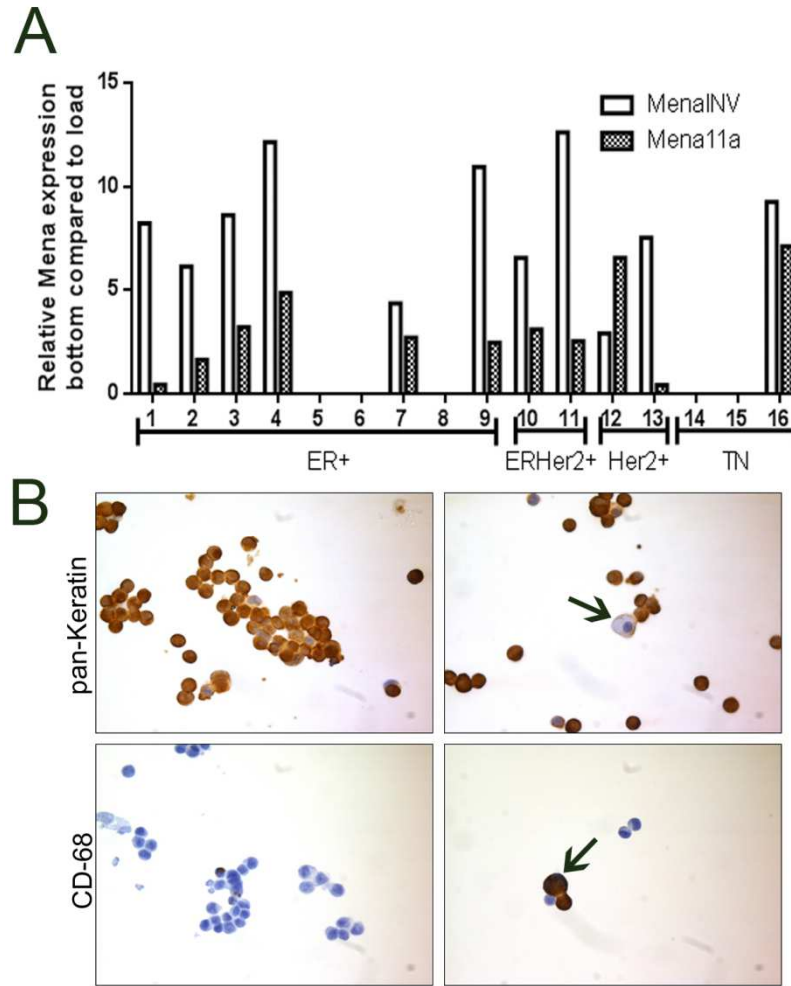 A
Relative Mena expression
bottom compared to load
15
10
5
0
MenaINV
Mena11a
1 2 3 4 5 6 7 8 9 10 11 12 13 14 15 16
ER+ ERHer2+ Her2+ TN
B
pan-Keratin
CD-68